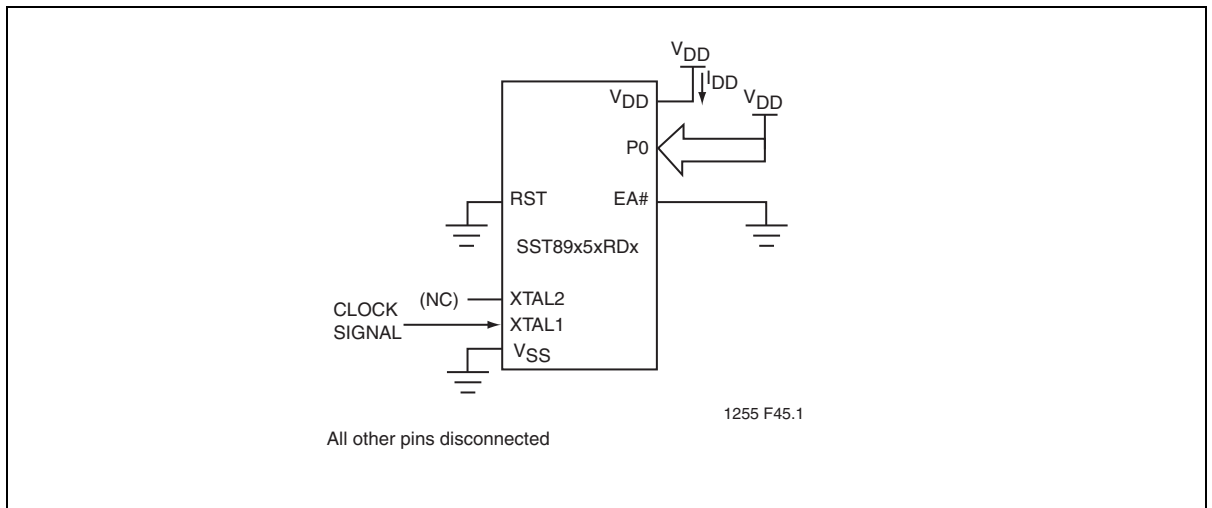 VDD
IDD
VDD
VDD
P0
RST
EA#
SST89x5xRDx
(NC)
XTAL2
CLOCK
SIGNAL
XTAL1
VSS
1255 F45.1
All other pins disconnected